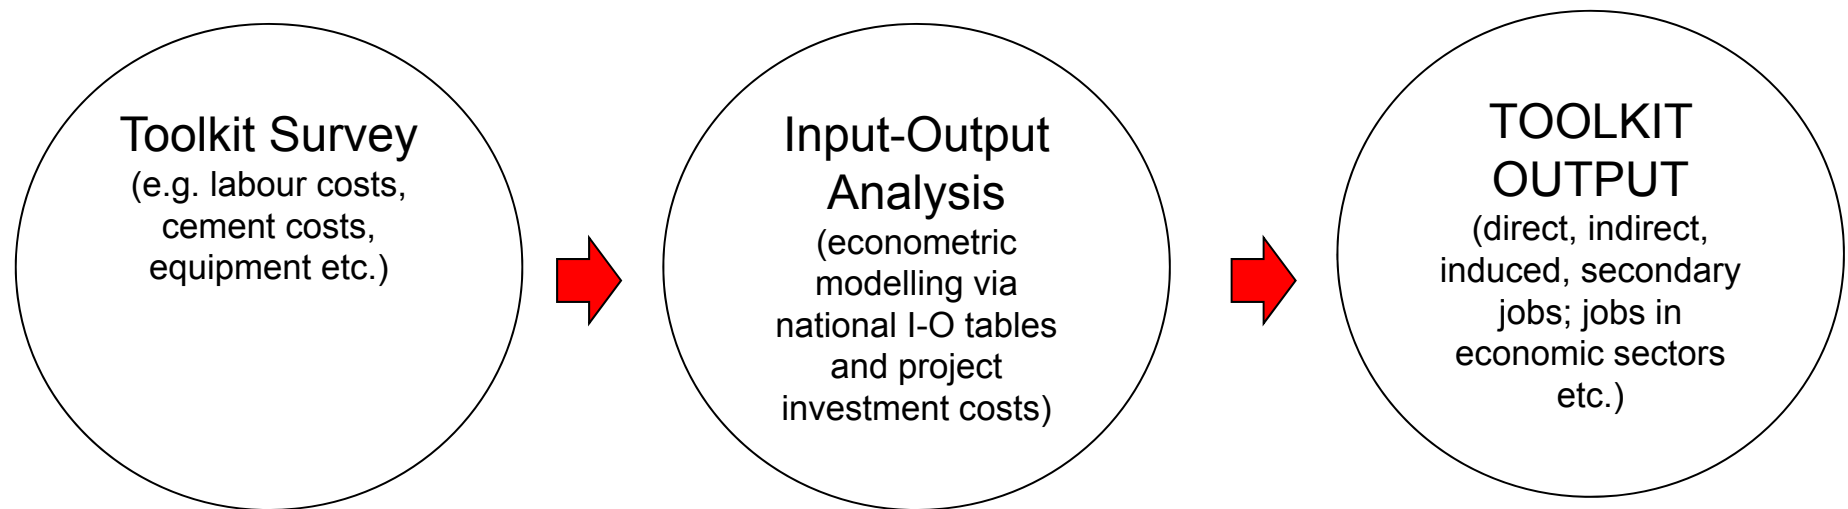 Toolkit Survey
(e.g. labour costs,
cement costs,
equipment etc.)
Input-Output
Analysis
(econometric
modelling via
national I-O tables
and project
investment costs)
TOOLKIT
OUTPUT
(direct, indirect,
induced, secondary
jobs; jobs in
economic sectors
etc.)